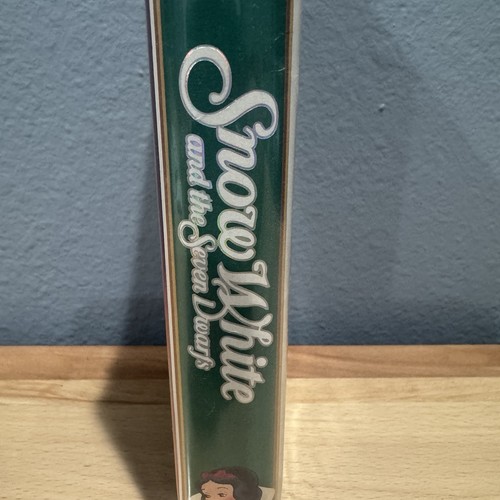 Snow White
and the Seven Dwarfs